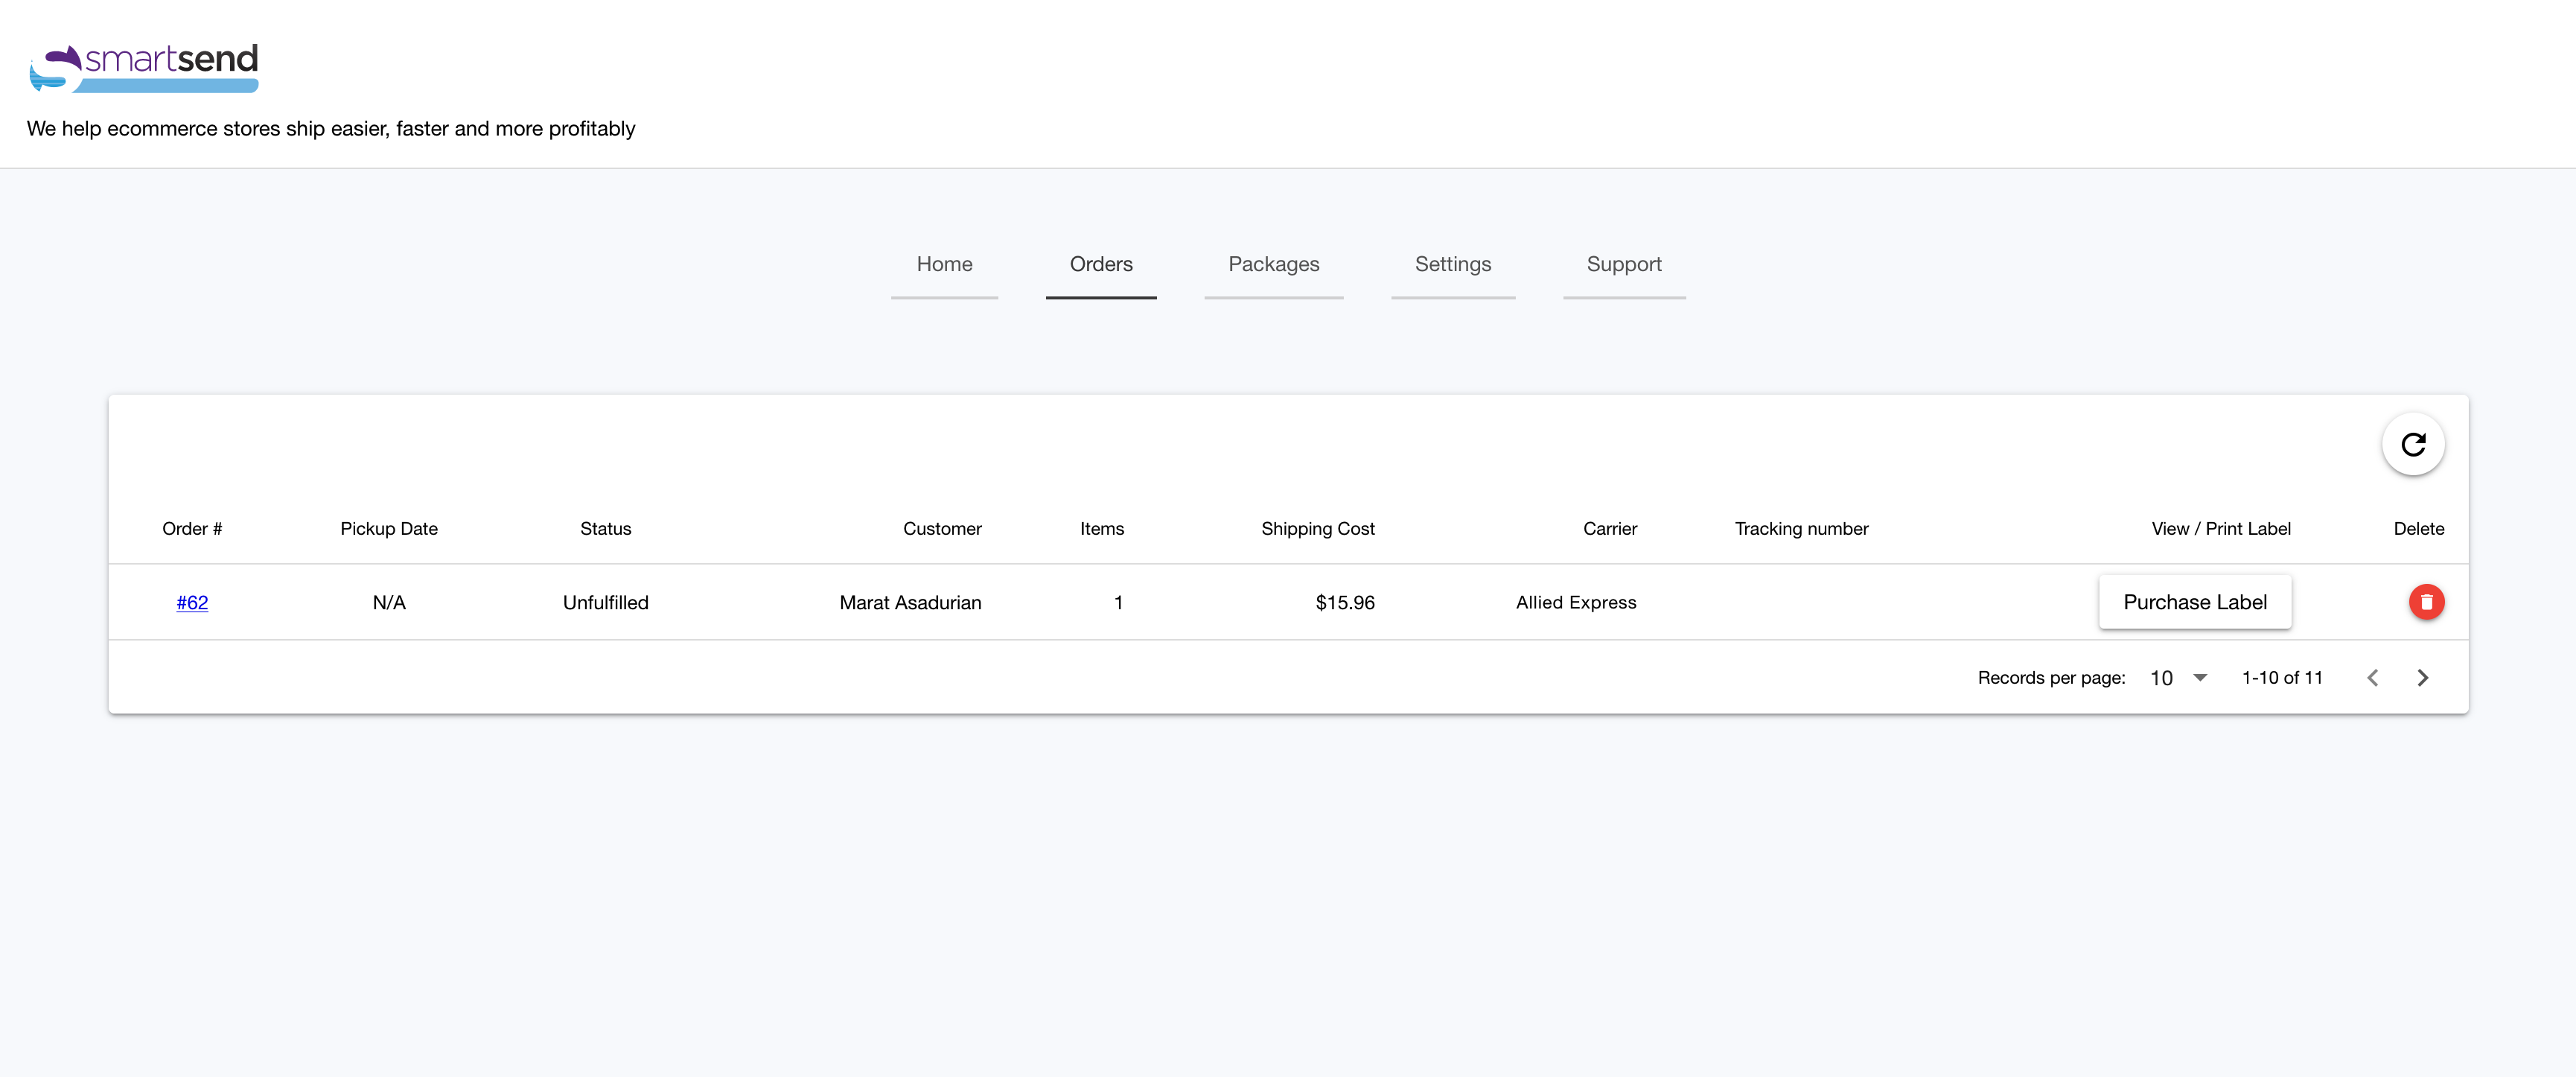 smartsend
We help ecommerce stores ship easier, faster and more profitably
Home Orders Packages Settings Support
Order # Pickup Date Status Customer Items Shipping Cost Carrier Tracking number View / Print Label Delete
#62 N/A Unfulfilled Marat Asadurian 1 $15.96 Allied Express Purchase Label
Records per page: 10 1-10 of 11